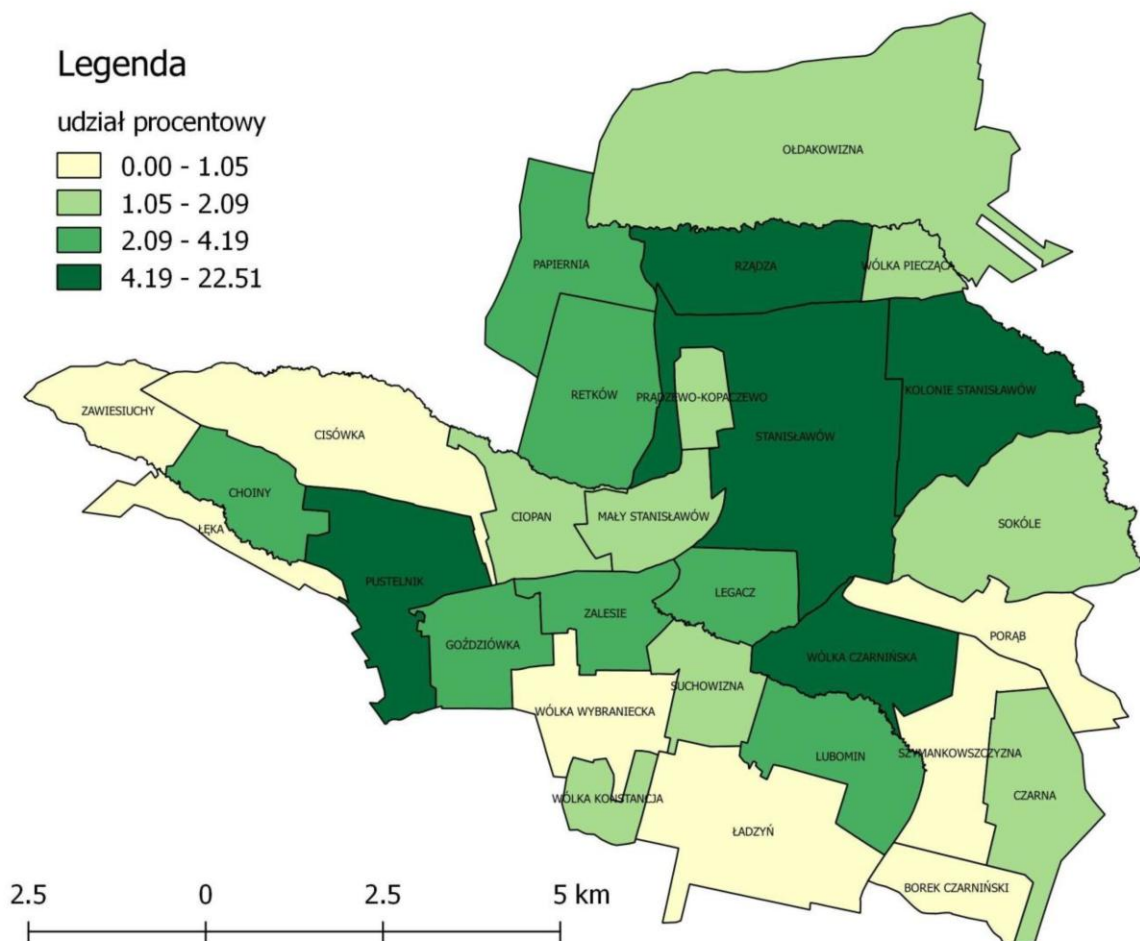 Legenda
udział procentowy
0.00 - 1.05
1.05 - 2.09
2.09 - 4.19
4.19 - 22.51
OŁDAKOWIZNA
PAPIERNIA
RZĄDZA
WÓLKA PIECZĄCA
RETKÓW
PRĄDZEWO-KOPACZEWO
KOLONIE STANISŁAWÓW
ZAWIESIUCHY
CISÓWKA
STANISŁAWÓW
CHOINY
ŁĘKA
CIOPAN
MAŁY STANISŁAWÓW
SOKÓLE
PUSTELNIK
ZALESIE
LEGACZ
GOŹDZIÓWKA
PORĄB
WÓLKA CZARNIŃSKA
SUCHOWIZNA
WÓLKA WYBRANIECKA
LUBOMIN
SZYMANKOWSZCZYZNA
WÓLKA KONSTANCJA
CZARNA
ŁADZYŃ
BOREK CZARNIŃSKI
2.5 0 2.5 5 km